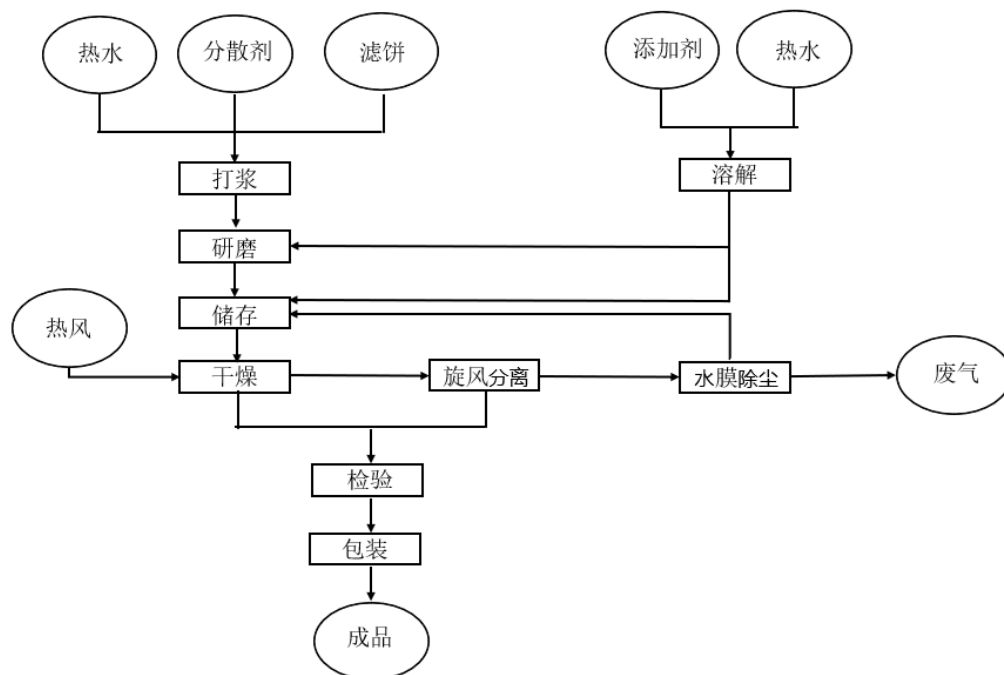 热水
分散剂
滤饼
添加剂
热水
打浆
溶解
研磨
储存
热风
干燥
旋风分离
水膜除尘
废气
检验
包装
成品